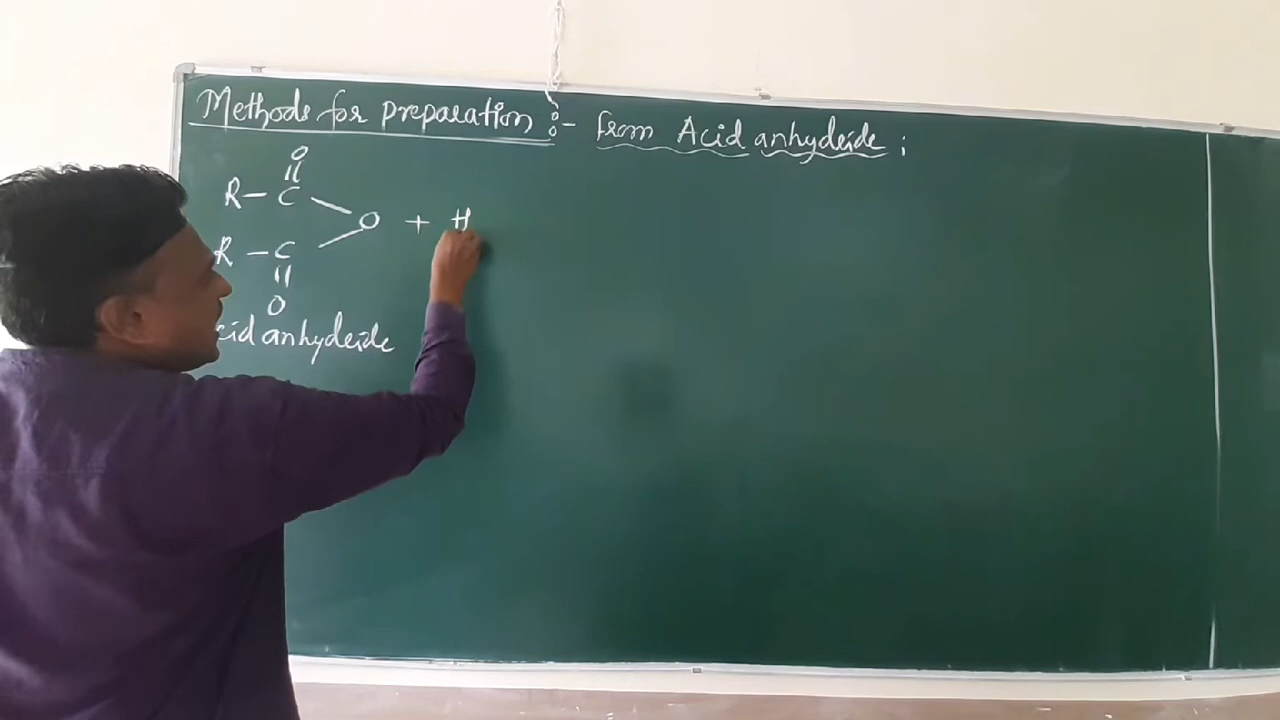 Methods for preparation :- from Acid anhydride ;
O
||
R — C
O + H
R — C
||
O
cid anhydride